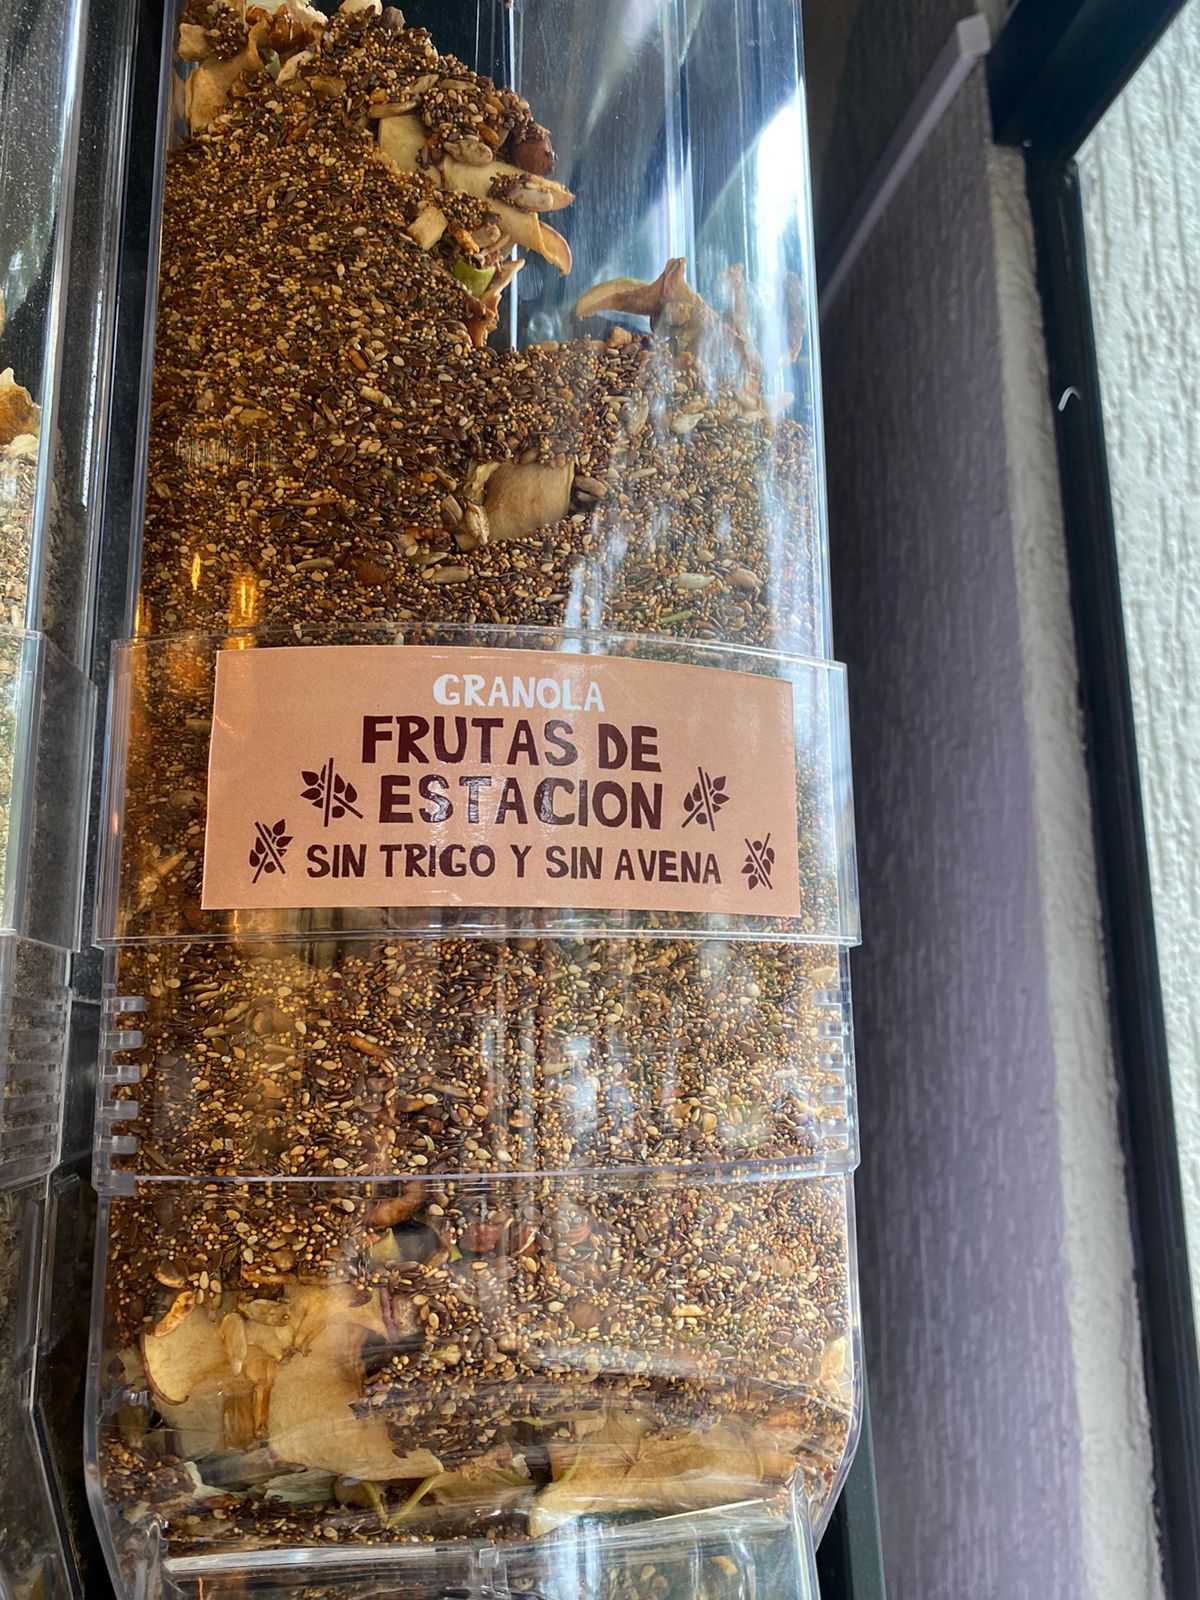 GRANOLA
FRUTAS DE
ESTACION
SIN TRIGO Y SIN AVENA